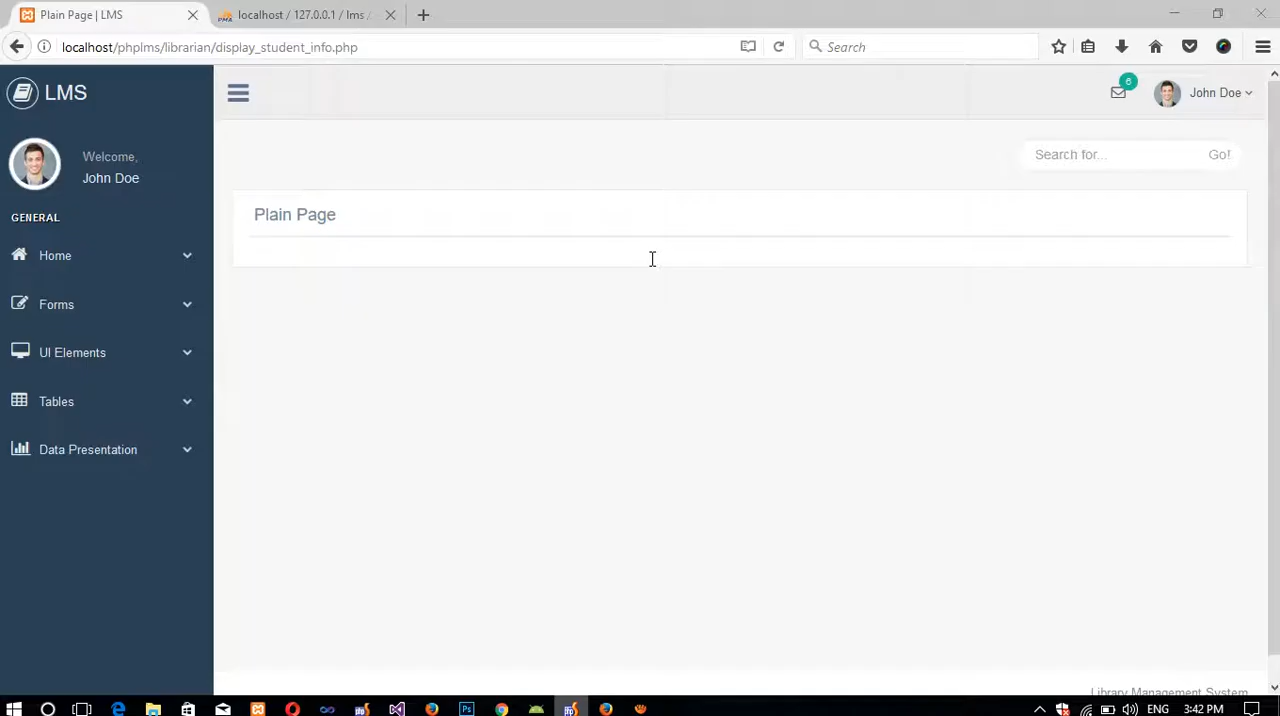 Plain Page | LMS
localhost / 127.0.0.1 / lms /
localhost/phplms/librarian/display_student_info.php
Search
LMS
6
John Doe
Welcome,
John Doe
Search for...
Go!
GENERAL
Plain Page
Home
Forms
UI Elements
Tables
Data Presentation
Library Management System
ENG
3:42 PM